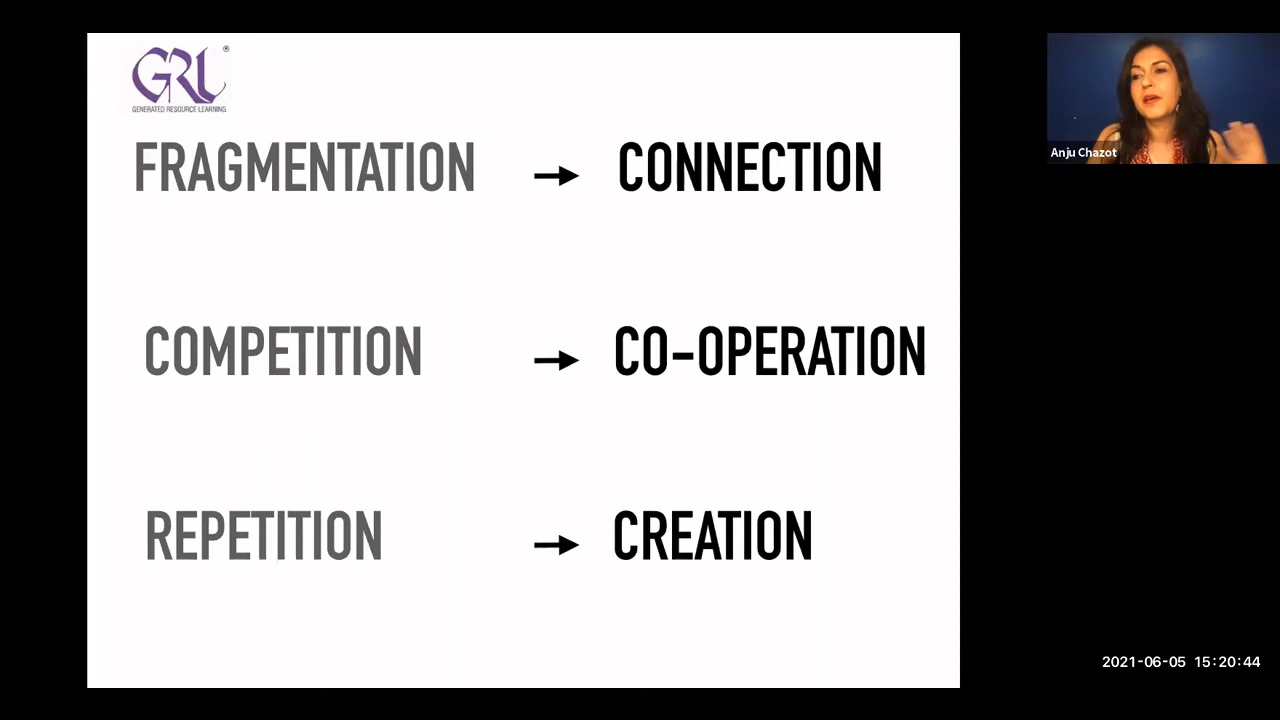 GRL®
GENERATED RESOURCE LEARNING
FRAGMENTATION → CONNECTION
COMPETITION → CO-OPERATION
REPETITION → CREATION
Anju Chazot
2021-06-05 15:20:44